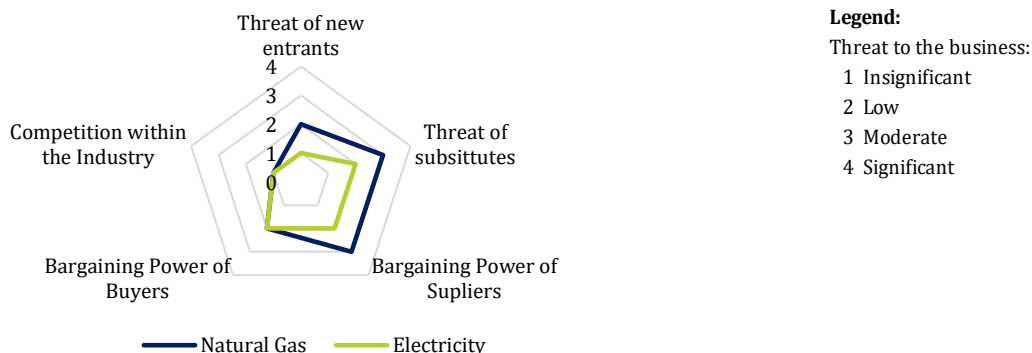 Threat of new
entrants
4
3
2
1
0
Threat of
subsittutes
Bargaining Power of
Supliers
Bargaining Power of
Buyers
Competition within
the Industry
Natural Gas
Electricity
Legend:
Threat to the business:
1 Insignificant
2 Low
3 Moderate
4 Significant